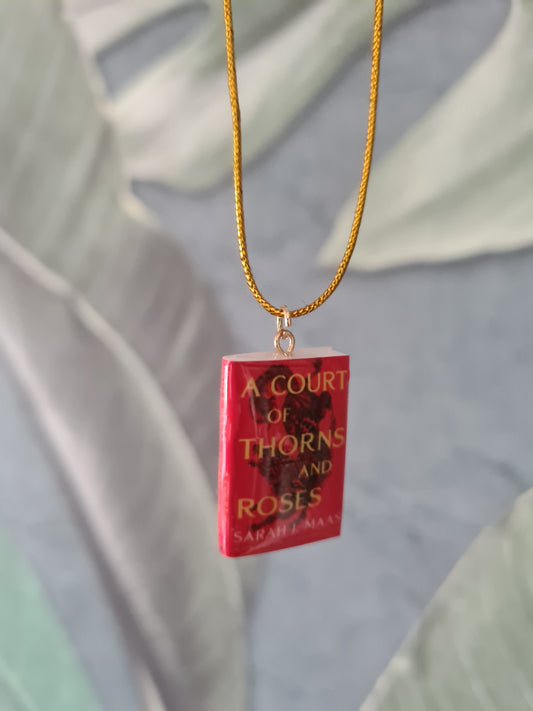 A COURT
OF
THORNS
AND
ROSES
SARAH J. MAAS